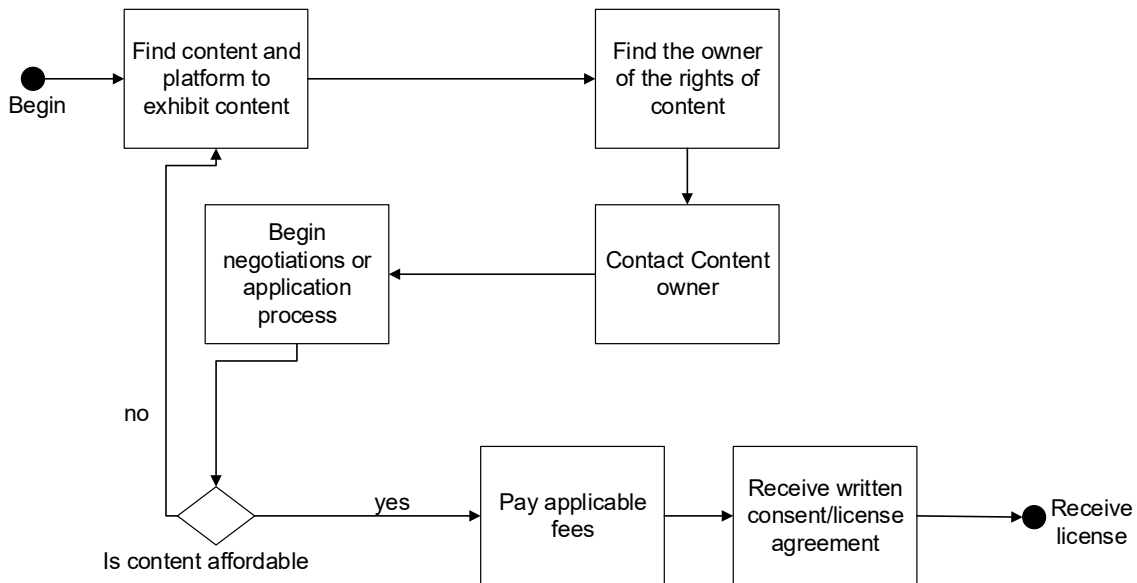 Begin
Find content and
platform to
exhibit content
Find the owner
of the rights of
content
Contact Content
owner
Begin
negotiations or
application
process
no
Is content affordable
yes
Pay applicable
fees
Receive written
consent/license
agreement
Receive
license